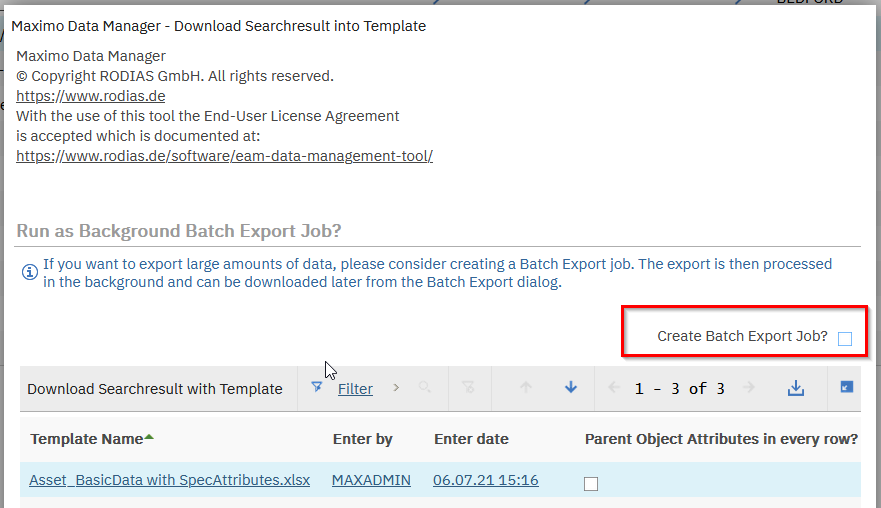 BEDFORD
Maximo Data Manager - Download Searchresult into Template
Maximo Data Manager
© Copyright RODIAS GmbH. All rights reserved.
https://www.rodias.de
With the use of this tool the End-User License Agreement
is accepted which is documented at:
https://www.rodias.de/software/eam-data-management-tool/
Run as Background Batch Export Job?
If you want to export large amounts of data, please consider creating a Batch Export job. The export is then processed
in the background and can be downloaded later from the Batch Export dialog.
Create Batch Export Job?
Download Searchresult with Template Filter 1 - 3 of 3
Template Name Enter by Enter date Parent Object Attributes in every row?
Asset_BasicData with SpecAttributes.xlsx MAXADMIN 06.07.21 15:16